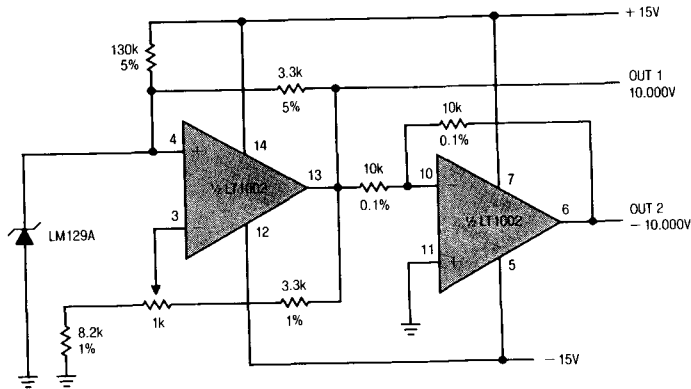 + 15V
130k
5%
3.3k
5%
OUT 1
10.000V
4
+
14
½ LT1002
13
3
−
12
10k
0.1%
10k
0.1%
10
−
7
½ LT1002
6
11
+
5
OUT 2
− 10.000V
LM129A
3.3k
1%
1k
8.2k
1%
− 15V